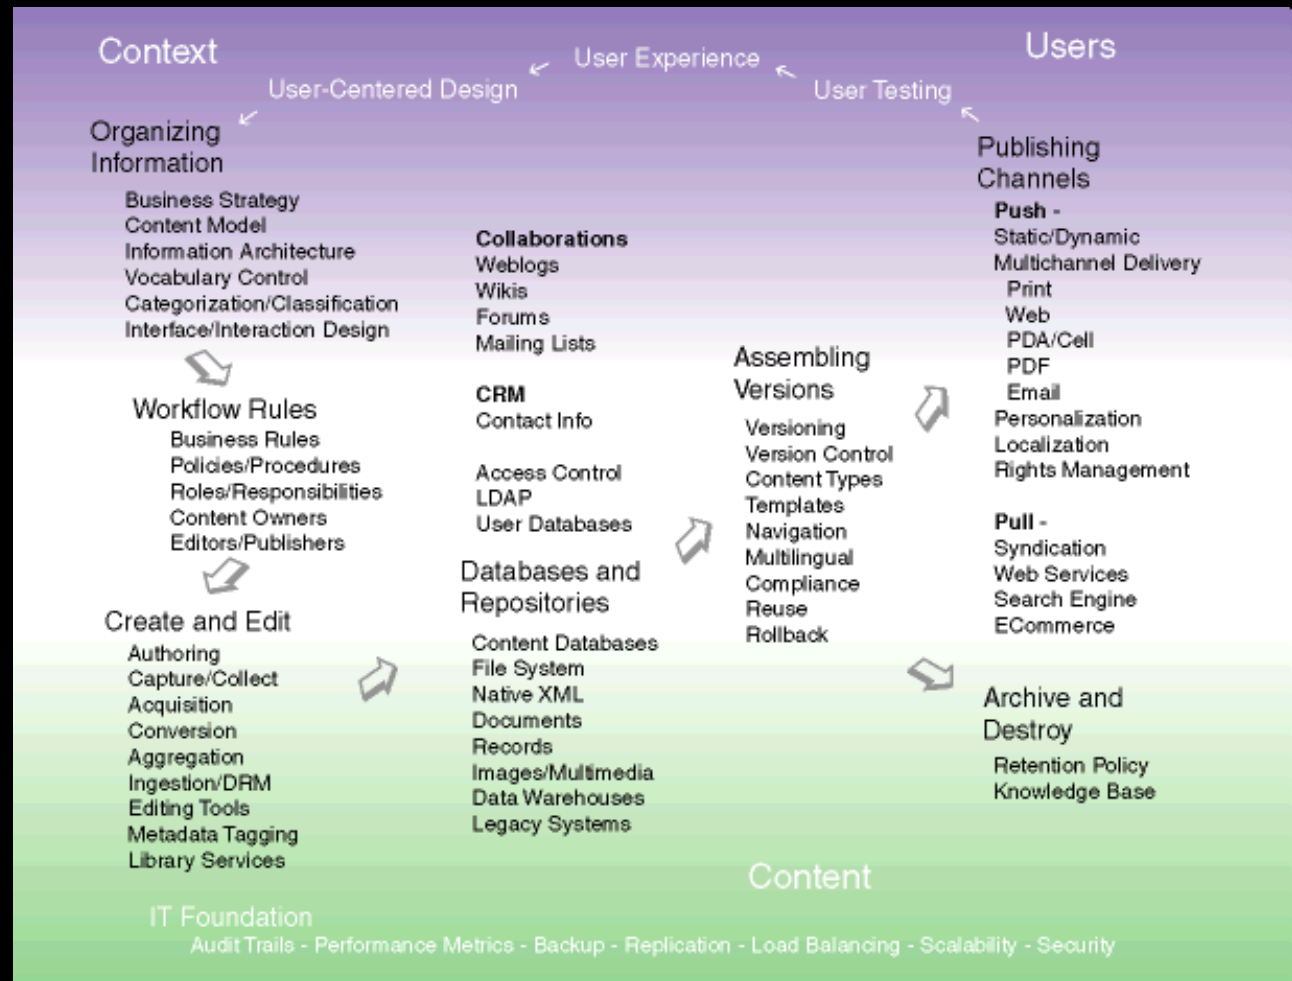 Context
Users
User Experience
User-Centered Design
User Testing
Organizing
Information
Business Strategy
Content Model
Information Architecture
Vocabulary Control
Categorization/Classification
Interface/Interaction Design
Workflow Rules
Business Rules
Policies/Procedures
Roles/Responsibilities
Content Owners
Editors/Publishers
Create and Edit
Authoring
Capture/Collect
Acquisition
Conversion
Aggregation
Ingestion/DRM
Editing Tools
Metadata Tagging
Library Services
Collaborations
Weblogs
Wikis
Forums
Mailing Lists
CRM
Contact Info
Access Control
LDAP
User Databases
Databases and
Repositories
Content Databases
File System
Native XML
Documents
Records
Images/Multimedia
Data Warehouses
Legacy Systems
Assembling
Versions
Versioning
Version Control
Content Types
Templates
Navigation
Multilingual
Compliance
Reuse
Rollback
Publishing
Channels
Push -
Static/Dynamic
Multichannel Delivery
Print
Web
PDA/Cell
PDF
Email
Personalization
Localization
Rights Management
Pull -
Syndication
Web Services
Search Engine
ECommerce
Archive and
Destroy
Retention Policy
Knowledge Base
Content
IT Foundation
Audit Trails - Performance Metrics - Backup - Replication - Load Balancing - Scalability - Security